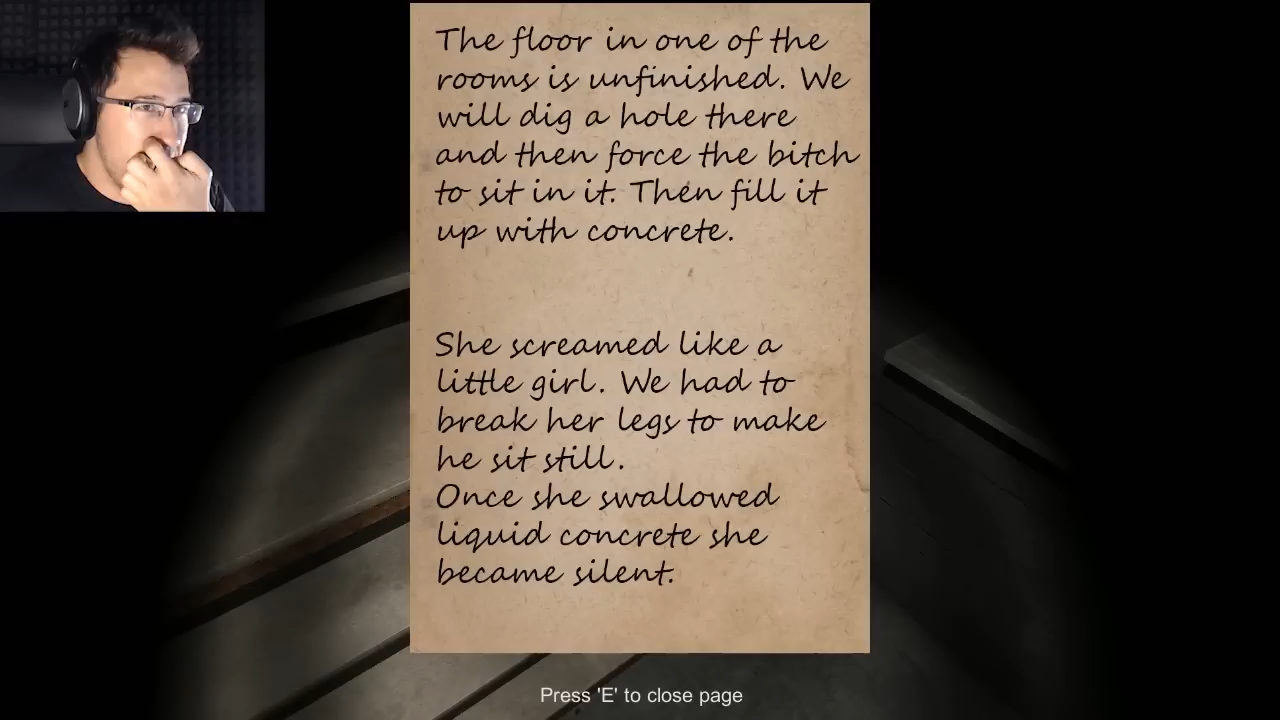 The floor in one of the
rooms is unfinished. We
will dig a hole there
and then force the bitch
to sit in it. Then fill it
up with concrete.
She screamed like a
little girl. We had to
break her legs to make
he sit still.
Once she swallowed
liquid concrete she
became silent.
Press 'E' to close page